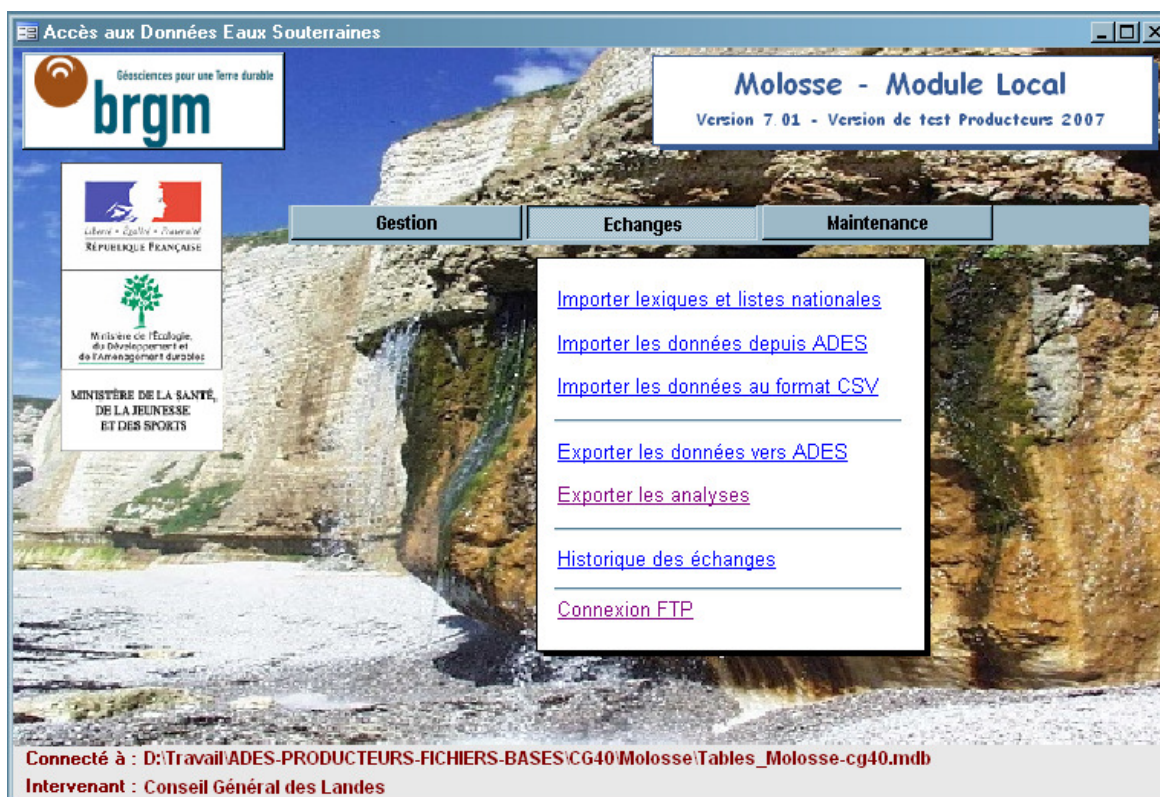 Accès aux Données Eaux Souterraines
Géosciences pour une Terre durable
brgm
Molosse - Module Local
Version 7.01 - Version de test Producteurs 2007
Liberté • Égalité • Fraternité
RÉPUBLIQUE FRANÇAISE
Ministère de l'Écologie,
du Développement et
de l'Aménagement durables
MINISTÈRE DE LA SANTÉ,
DE LA JEUNESSE
ET DES SPORTS
Gestion
Echanges
Maintenance
Importer lexiques et listes nationales
Importer les données depuis ADES
Importer les données au format CSV
Exporter les données vers ADES
Exporter les analyses
Historique des échanges
Connexion FTP
Connecté à : D:\Travail\ADES-PRODUCTEURS-FICHIERS-BASES\CG40\Molosse\Tables_Molosse-cg40.mdb
Intervenant : Conseil Général des Landes